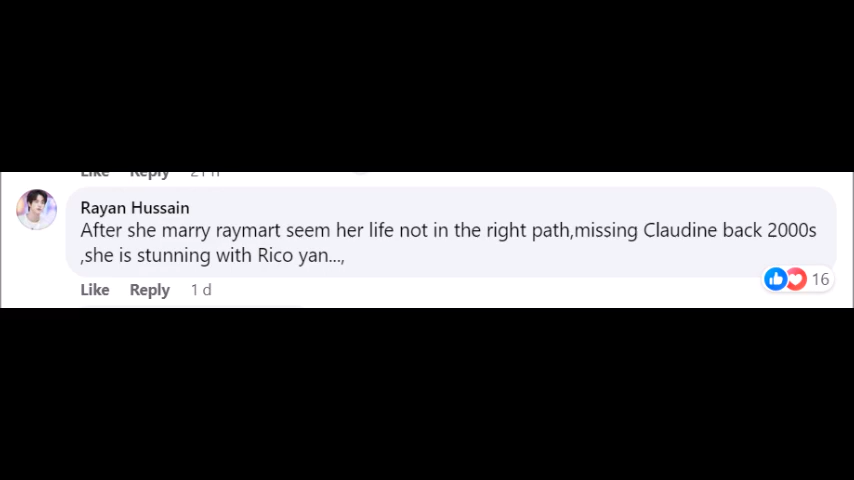 Like Reply 21 h
Rayan Hussain
After she marry raymart seem her life not in the right path,missing Claudine back 2000s
,she is stunning with Rico yan...,
Like Reply 1 d
16